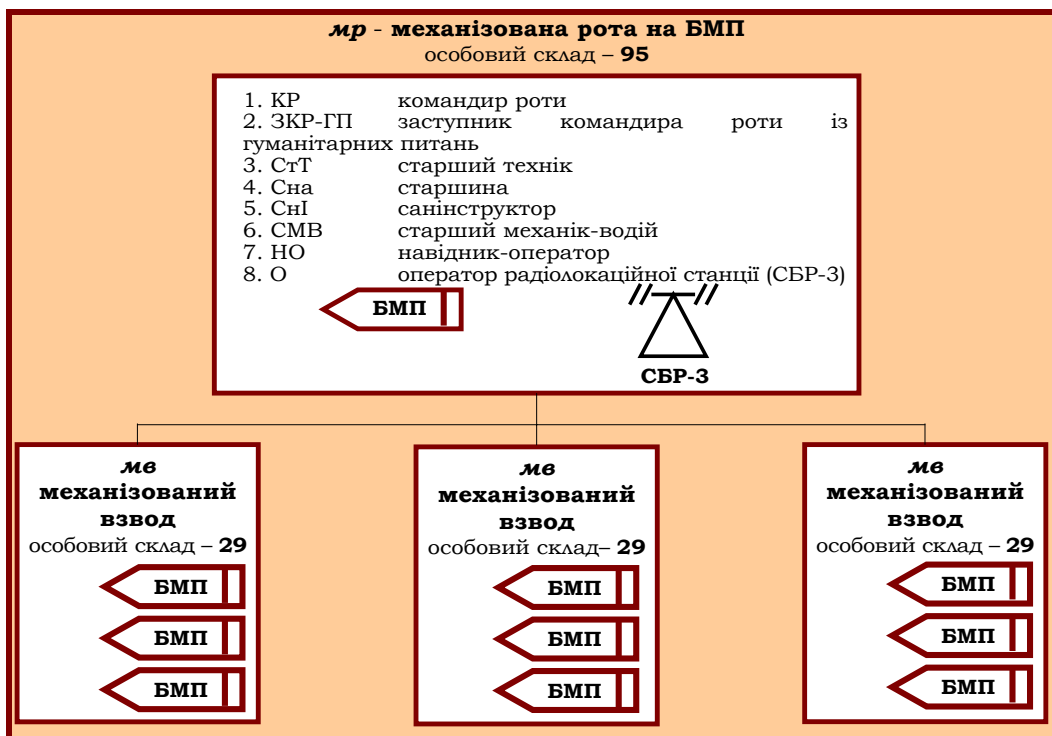 мр - механізована рота на БМП
особовий склад – 95
1. КР командир роти
2. ЗКР-ГП заступник командира роти із
гуманітарних питань
3. СтТ старший технік
4. Сна старшина
5. СнІ санінструктор
6. СМВ старший механік-водій
7. НО навідник-оператор
8. О оператор радіолокаційної станції (СБР-3)
БМП
СБР-3
мв
механізований
взвод
особовий склад – 29
БМП
БМП
БМП
мв
механізований
взвод
особовий склад– 29
БМП
БМП
БМП
мв
механізований
взвод
особовий склад – 29
БМП
БМП
БМП